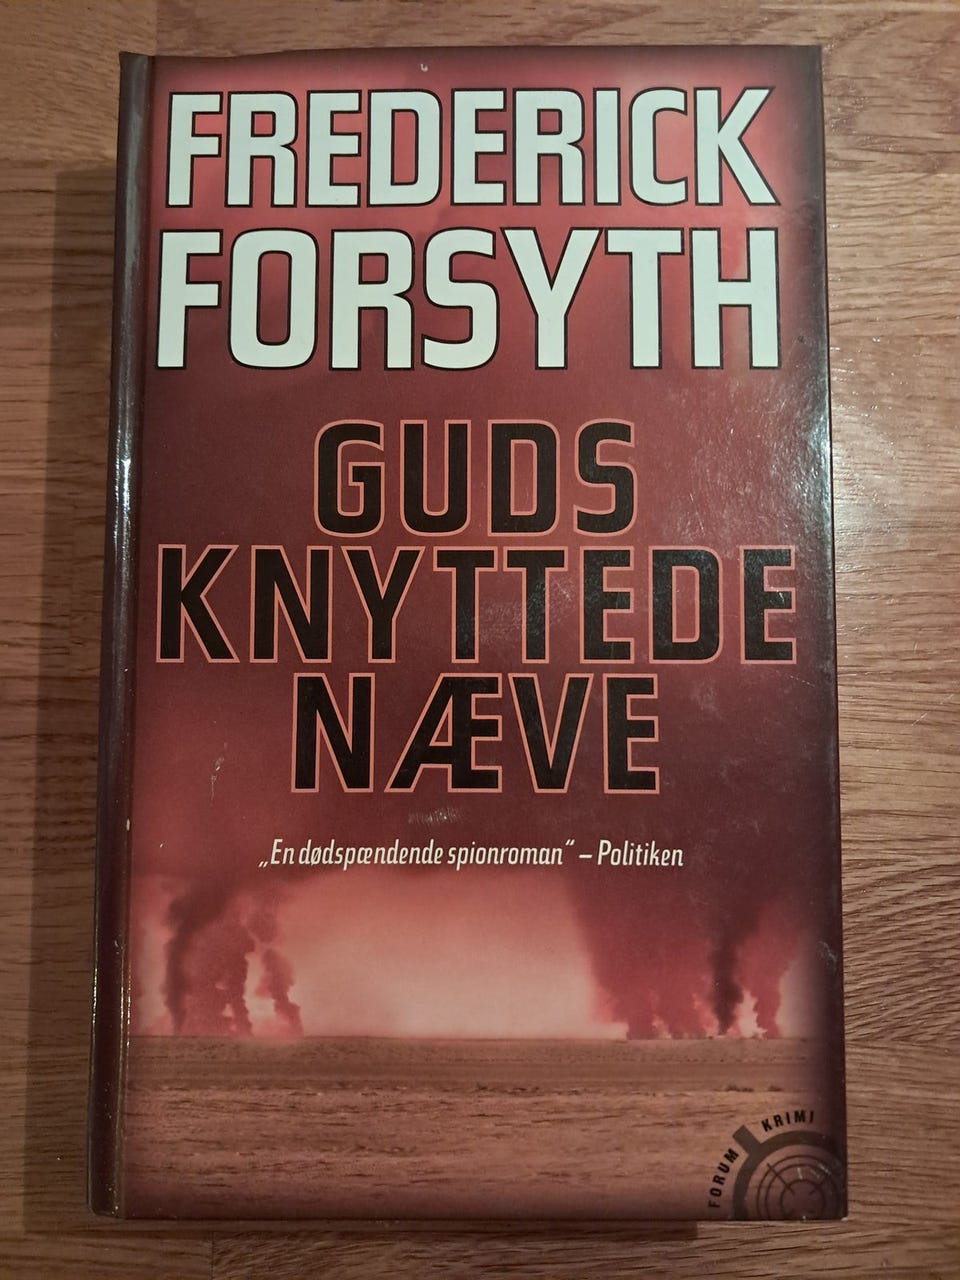 FREDERICK
FORSYTH
GUDS
KNYTTEDE
NÆVE
„En dødspændende spionroman“ – Politiken
FORUM KRIMI